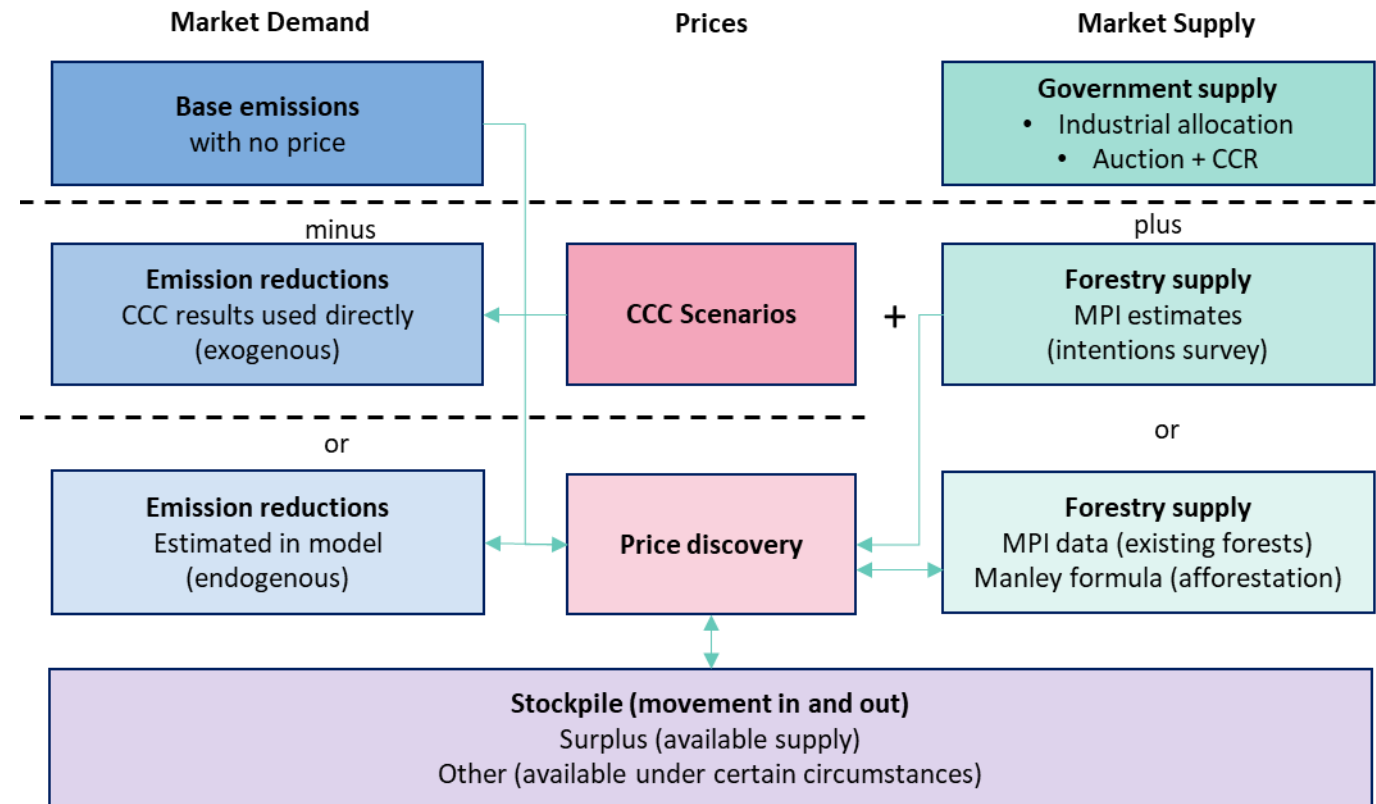 Market Demand
Prices
Market Supply
Base emissions
with no price
Government supply
• Industrial allocation
• Auction + CCR
minus
plus
Emission reductions
CCC results used directly
(exogenous)
CCC Scenarios
+
Forestry supply
MPI estimates
(intentions survey)
or
or
Emission reductions
Estimated in model
(endogenous)
Price discovery
Forestry supply
MPI data (existing forests)
Manley formula (afforestation)
Stockpile (movement in and out)
Surplus (available supply)
Other (available under certain circumstances)